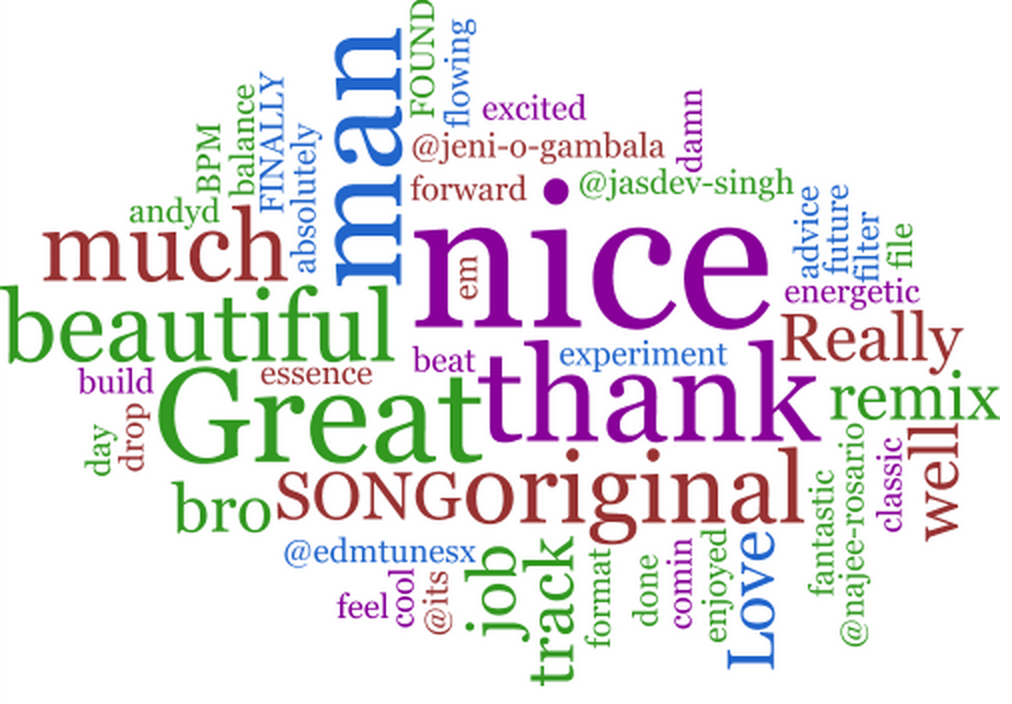 FOUND
flowing
man
excited
damn
FINALLY
balance
BPM
absolutely
@jeni-o-gambala
forward
@jasdev-singh
andyd
much
nice
em
advice
future
filter
file
energetic
beautiful
Really
beat
experiment
build
essence
Great
thank
remix
day
drop
bro
SONG
original
fantastic
@najee-rosario
classic
well
@edmtunesx
feel
cool
@its
job
track
format
done
comin
enjoyed
Love